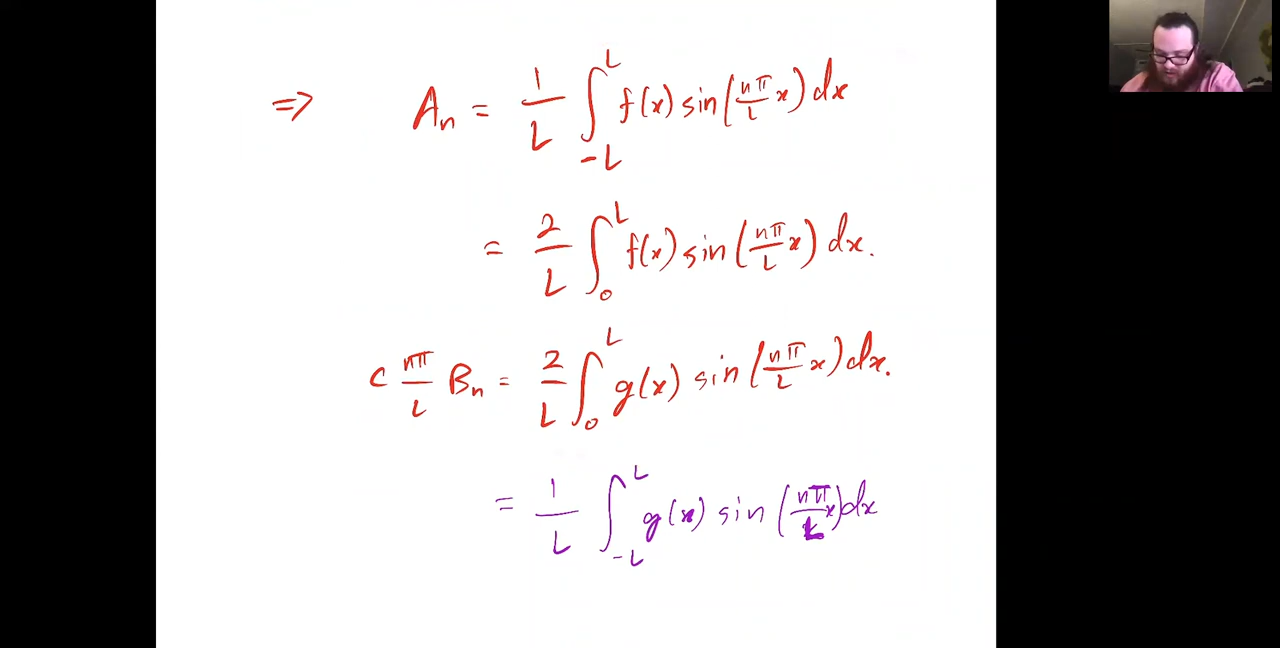 ⇒ Aₙ = 1/L ∫_{-L}^{L} f(x) sin(nπ/L x) dx
= 2/L ∫_{0}^{L} f(x) sin(nπ/L x) dx.
c nπ/L Bₙ = 2/L ∫_{0}^{L} g(x) sin(nπ/L x) dx.
= 1/L ∫_{-L}^{L} g(x) sin(nπ/L x) dx